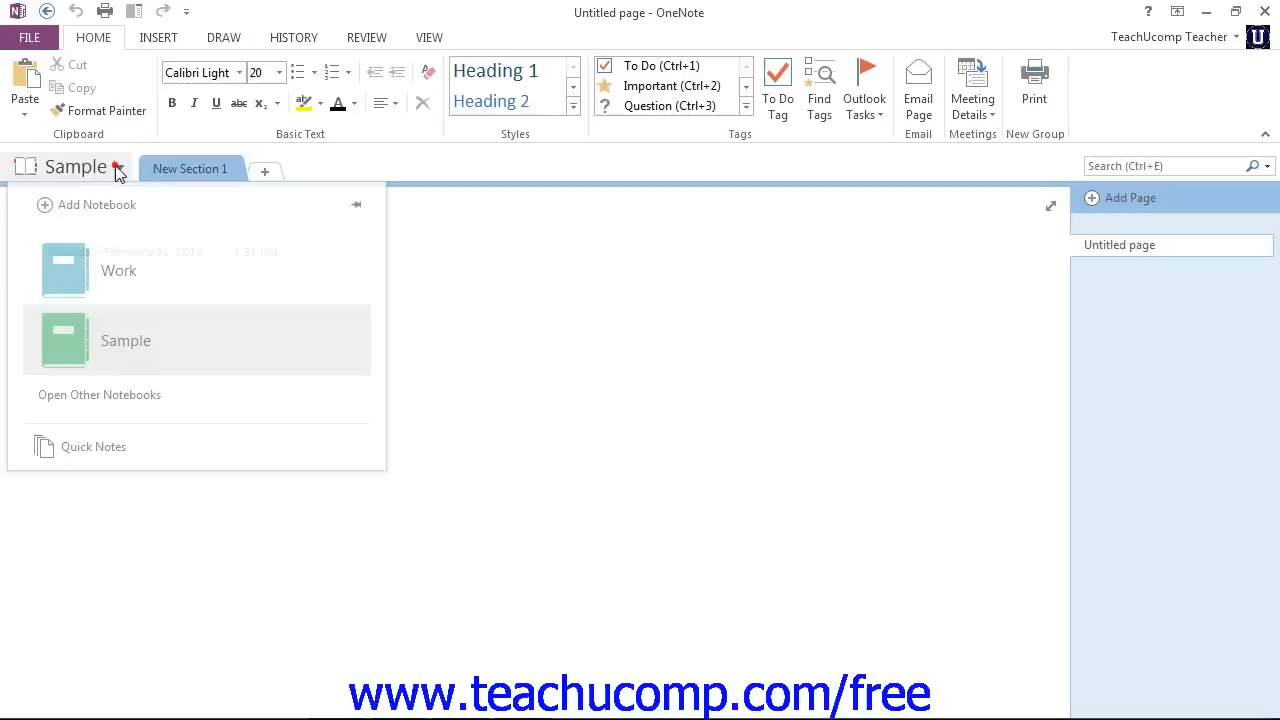 Untitled page - OneNote
FILE HOME INSERT DRAW HISTORY REVIEW VIEW
TeachUcomp Teacher
Paste
Cut
Copy
Format Painter
Clipboard
Calibri Light 20
B I U abc x₂ ab A
Basic Text
Heading 1
Heading 2
Styles
To Do (Ctrl+1)
Important (Ctrl+2)
Question (Ctrl+3)
To Do Tag
Find Tags
Outlook Tasks
Tags
Email Page
Email
Meeting Details
Meetings
Print
New Group
Sample
New Section 1
Search (Ctrl+E)
Add Notebook
Work
Sample
Open Other Notebooks
Quick Notes
Add Page
Untitled page
www.teachucomp.com/free